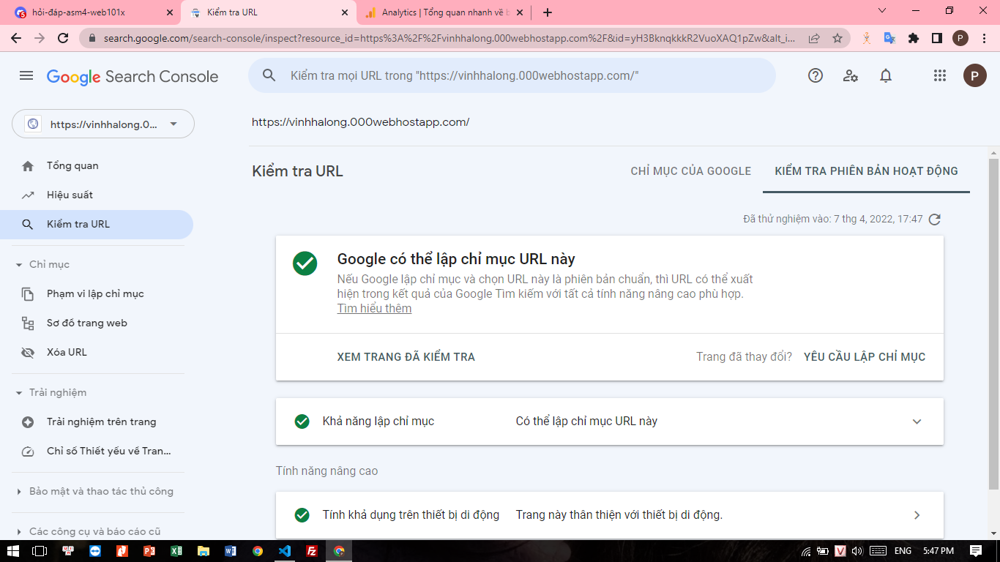 hỏi-đáp-asm4-web101x
Kiểm tra URL
Analytics | Tổng quan nhanh về b
search.google.com/search-console/inspect?resource_id=https%3A%2F%2Fvinhhalong.000webhostapp.com%2F&id=yH3BknqkkkR2VuoXAQ1pZw&alt_i...
P
Google Search Console
Kiểm tra mọi URL trong "https://vinhhalong.000webhostapp.com/"
P
https://vinhhalong.0...
https://vinhhalong.000webhostapp.com/
Tổng quan
Hiệu suất
Kiểm tra URL
Chỉ mục
Phạm vi lập chỉ mục
Sơ đồ trang web
Xóa URL
Trải nghiệm
Trải nghiệm trên trang
Chỉ số Thiết yếu về Tran...
Bảo mật và thao tác thủ công
Các công cụ và báo cáo cũ
Kiểm tra URL
CHỈ MỤC CỦA GOOGLE
KIỂM TRA PHIÊN BẢN HOẠT ĐỘNG
Đã thử nghiệm vào: 7 thg 4, 2022, 17:47
Google có thể lập chỉ mục URL này
Nếu Google lập chỉ mục và chọn URL này là phiên bản chuẩn, thì URL có thể xuất
hiện trong kết quả của Google Tìm kiếm với tất cả tính năng nâng cao phù hợp.
Tìm hiểu thêm
XEM TRANG ĐÃ KIỂM TRA
Trang đã thay đổi? YÊU CẦU LẬP CHỈ MỤC
Khả năng lập chỉ mục
Có thể lập chỉ mục URL này
Tính năng nâng cao
Tính khả dụng trên thiết bị di động
Trang này thân thiện với thiết bị di động.
ENG
5:47 PM